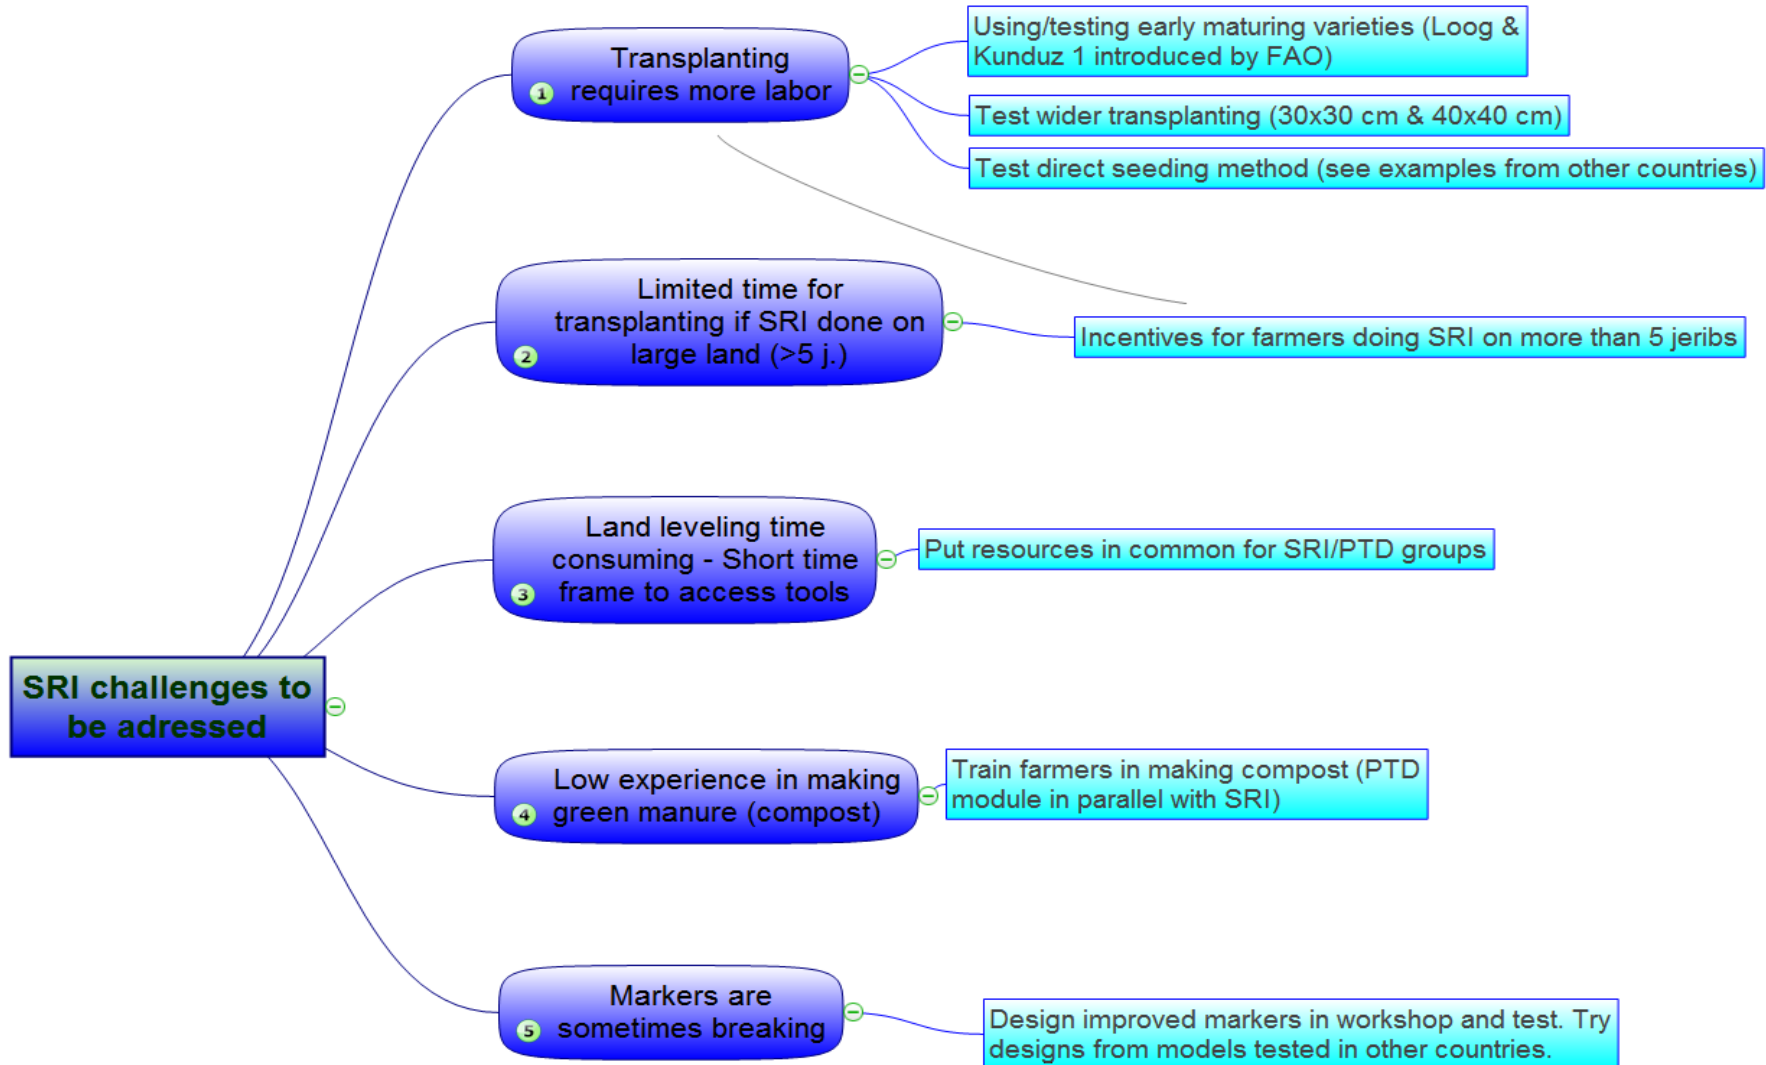 Transplanting
1 requires more labor
Using/testing early maturing varieties (Loog &
Kunduz 1 introduced by FAO)
Test wider transplanting (30x30 cm & 40x40 cm)
Test direct seeding method (see examples from other countries)
Limited time for
transplanting if SRI done on
2 large land (>5 j.)
Incentives for farmers doing SRI on more than 5 jeribs
Land leveling time
consuming - Short time
3 frame to access tools
Put resources in common for SRI/PTD groups
SRI challenges to
be adressed
Low experience in making
4 green manure (compost)
Train farmers in making compost (PTD
module in parallel with SRI)
Markers are
5 sometimes breaking
Design improved markers in workshop and test. Try
designs from models tested in other countries.